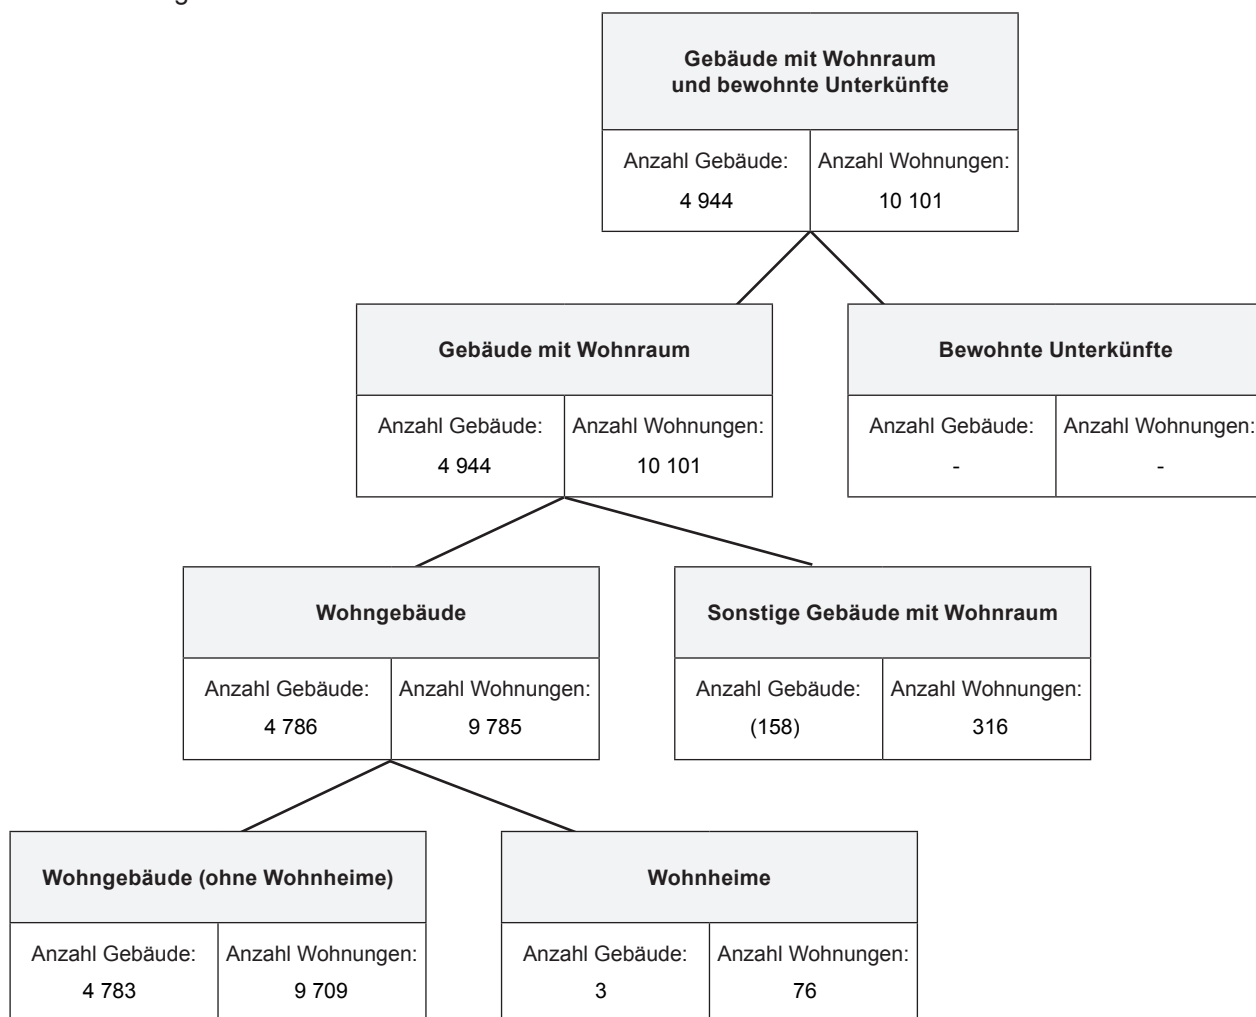 Gebäude mit Wohnraum
und bewohnte Unterkünfte
Anzahl Gebäude: Anzahl Wohnungen:
4 944 10 101
Gebäude mit Wohnraum
Anzahl Gebäude: Anzahl Wohnungen:
4 944 10 101
Bewohnte Unterkünfte
Anzahl Gebäude: Anzahl Wohnungen:
- -
Wohngebäude
Anzahl Gebäude: Anzahl Wohnungen:
4 786 9 785
Sonstige Gebäude mit Wohnraum
Anzahl Gebäude: Anzahl Wohnungen:
(158) 316
Wohngebäude (ohne Wohnheime)
Anzahl Gebäude: Anzahl Wohnungen:
4 783 9 709
Wohnheime
Anzahl Gebäude: Anzahl Wohnungen:
3 76